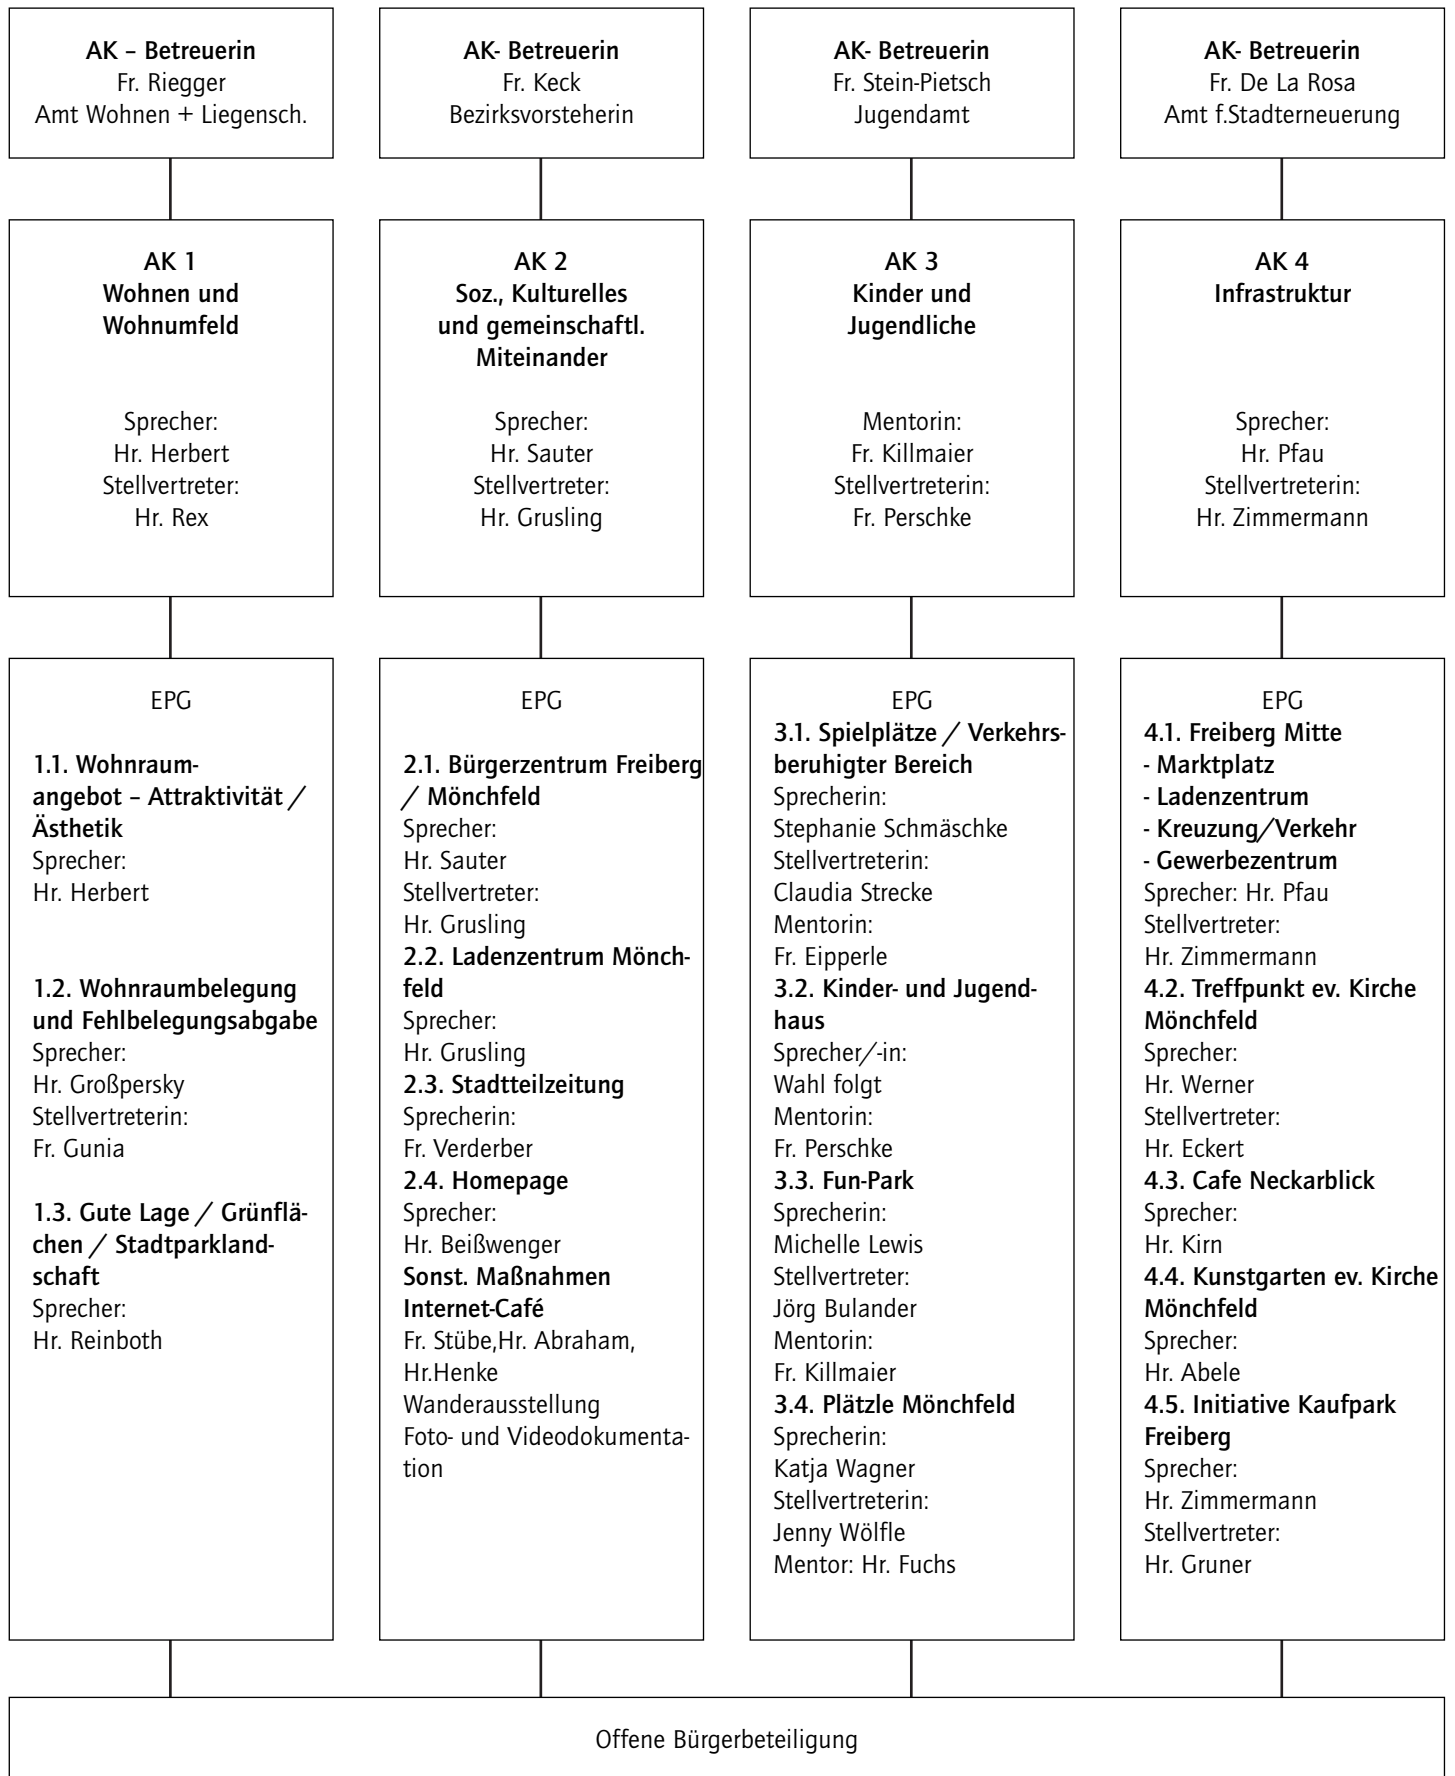 AK – Betreuerin
Fr. Riegger
Amt Wohnen + Liegensch.
AK- Betreuerin
Fr. Keck
Bezirksvorsteherin
AK- Betreuerin
Fr. Stein-Pietsch
Jugendamt
AK- Betreuerin
Fr. De La Rosa
Amt f.Stadterneuerung
AK 1
Wohnen und
Wohnumfeld
Sprecher:
Hr. Herbert
Stellvertreter:
Hr. Rex
AK 2
Soz., Kulturelles
und gemeinschaftl.
Miteinander
Sprecher:
Hr. Sauter
Stellvertreter:
Hr. Grusling
AK 3
Kinder und
Jugendliche
Mentorin:
Fr. Killmaier
Stellvertreterin:
Fr. Perschke
AK 4
Infrastruktur
Sprecher:
Hr. Pfau
Stellvertreterin:
Hr. Zimmermann
EPG
1.1. Wohnraum-
angebot – Attraktivität /
Ästhetik
Sprecher:
Hr. Herbert
1.2. Wohnraumbelegung
und Fehlbelegungsabgabe
Sprecher:
Hr. Großpersky
Stellvertreterin:
Fr. Gunia
1.3. Gute Lage / Grünflä-
chen / Stadtparkland-
schaft
Sprecher:
Hr. Reinboth
EPG
2.1. Bürgerzentrum Freiberg
/ Mönchfeld
Sprecher:
Hr. Sauter
Stellvertreter:
Hr. Grusling
2.2. Ladenzentrum Mönch-
feld
Sprecher:
Hr. Grusling
2.3. Stadtteilzeitung
Sprecherin:
Fr. Verderber
2.4. Homepage
Sprecher:
Hr. Beißwenger
Sonst. Maßnahmen
Internet-Café
Fr. Stübe,Hr. Abraham,
Hr.Henke
Wanderausstellung
Foto- und Videodokumenta-
tion
EPG
3.1. Spielplätze / Verkehrs-
beruhigter Bereich
Sprecherin:
Stephanie Schmäschke
Stellvertreterin:
Claudia Strecke
Mentorin:
Fr. Eipperle
3.2. Kinder- und Jugend-
haus
Sprecher/-in:
Wahl folgt
Mentorin:
Fr. Perschke
3.3. Fun-Park
Sprecherin:
Michelle Lewis
Stellvertreter:
Jörg Bulander
Mentorin:
Fr. Killmaier
3.4. Plätzle Mönchfeld
Sprecherin:
Katja Wagner
Stellvertreterin:
Jenny Wölfle
Mentor: Hr. Fuchs
EPG
4.1. Freiberg Mitte
- Marktplatz
- Ladenzentrum
- Kreuzung/Verkehr
- Gewerbezentrum
Sprecher: Hr. Pfau
Stellvertreter:
Hr. Zimmermann
4.2. Treffpunkt ev. Kirche
Mönchfeld
Sprecher:
Hr. Werner
Stellvertreter:
Hr. Eckert
4.3. Cafe Neckarblick
Sprecher:
Hr. Kirn
4.4. Kunstgarten ev. Kirche
Mönchfeld
Sprecher:
Hr. Abele
4.5. Initiative Kaufpark
Freiberg
Sprecher:
Hr. Zimmermann
Stellvertreter:
Hr. Gruner
Offene Bürgerbeteiligung